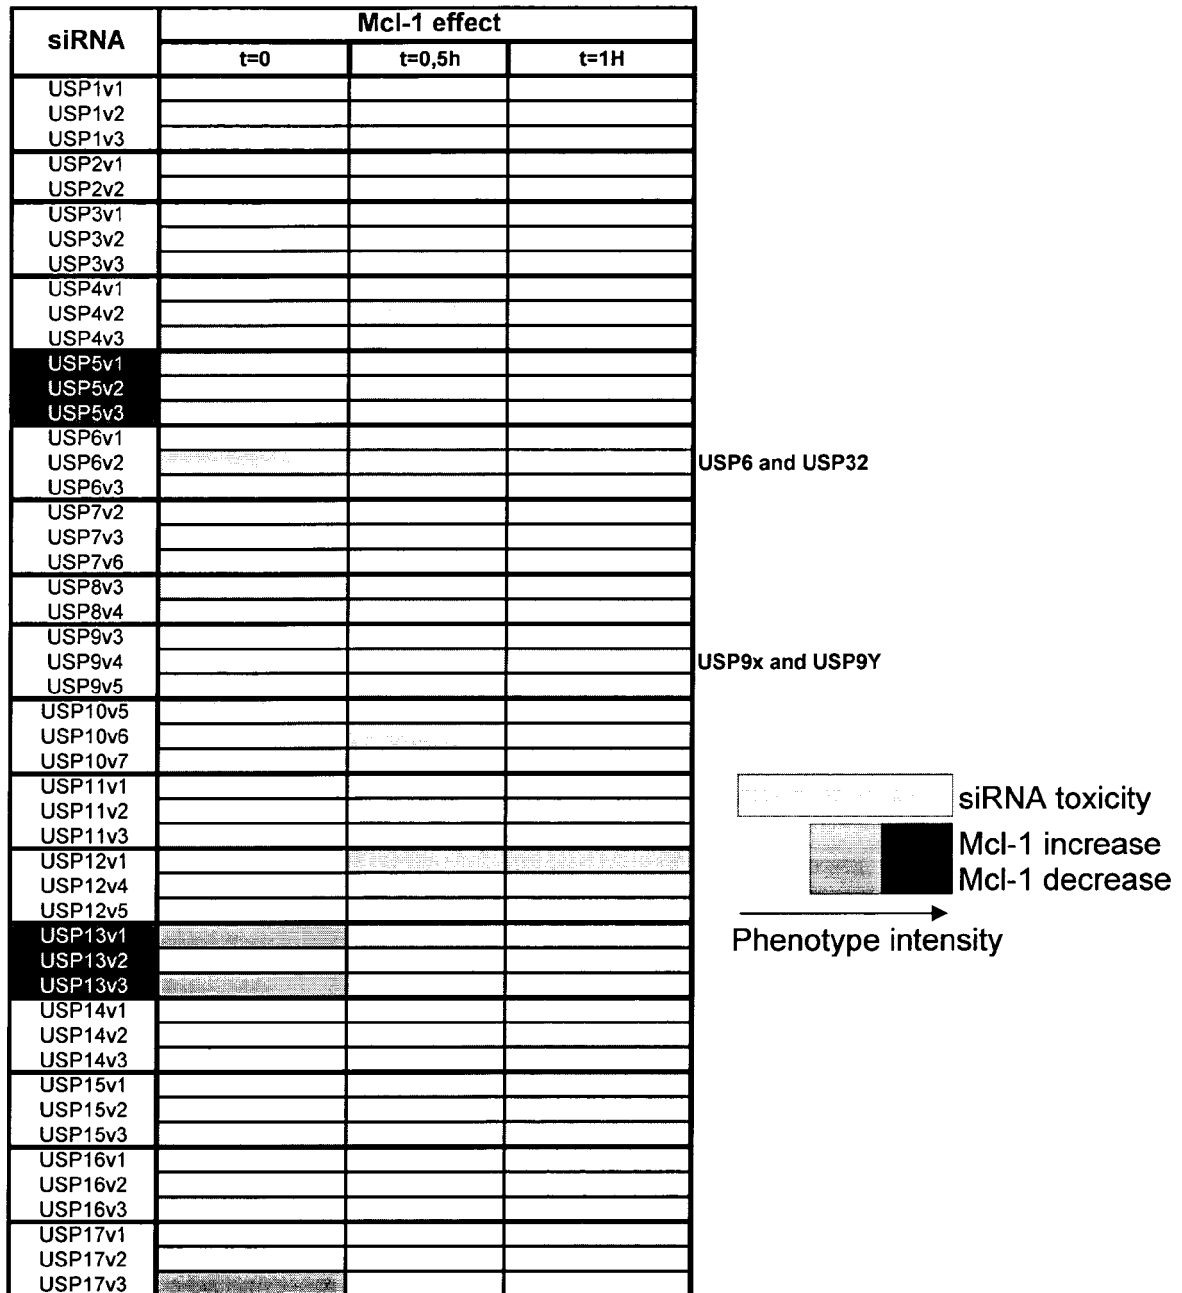 siRNA
Mcl-1 effect
t=0 t=0,5h t=1H
USP1v1
USP1v2
USP1v3
USP2v1
USP2v2
USP3v1
USP3v2
USP3v3
USP4v1
USP4v2
USP4v3
USP5v1
USP5v2
USP5v3
USP6v1
USP6v2 USP6 and USP32
USP6v3
USP7v2
USP7v3
USP7v6
USP8v3
USP8v4
USP9v3
USP9v4 USP9x and USP9Y
USP9v5
USP10v5
USP10v6
USP10v7
USP11v1
USP11v2
USP11v3
USP12v1
USP12v4
USP12v5
USP13v1
USP13v2
USP13v3
USP14v1
USP14v2
USP14v3
USP15v1
USP15v2
USP15v3
USP16v1
USP16v2
USP16v3
USP17v1
USP17v2
USP17v3
siRNA toxicity
Mcl-1 increase
Mcl-1 decrease
Phenotype intensity